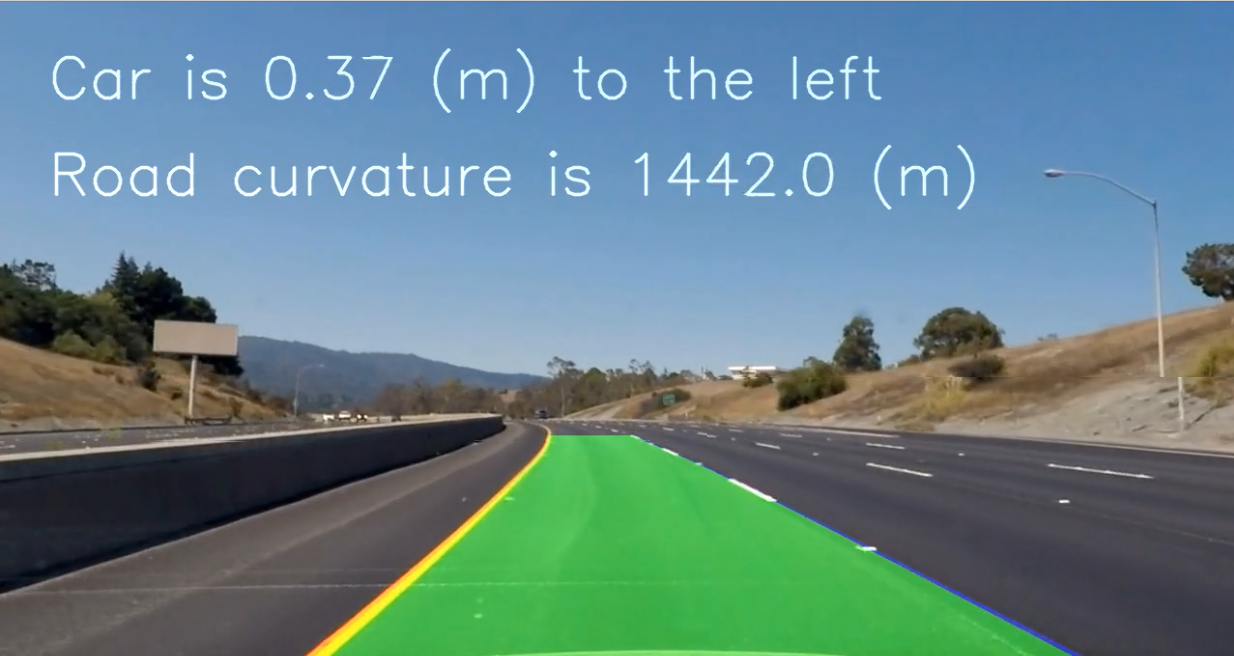 Car is 0.37 (m) to the left
Road curvature is 1442.0 (m)